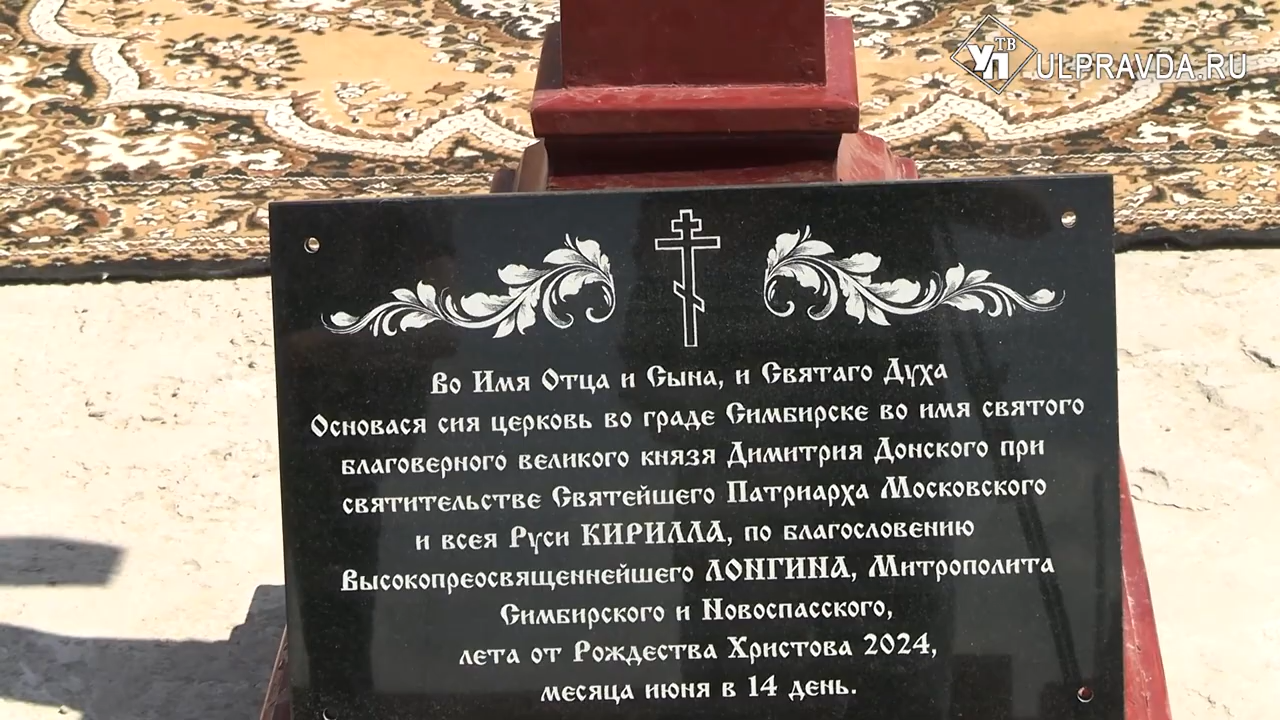 УП ТВ ULPRAVDA.RU
Во Имя Отца и Сына, и Святаго Духа
Основася сия церковь во граде Симбирске во имя святого
благоверного великого князя Димитрия Донского при
святительстве Святейшего Патриарха Московского
и всея Руси КИРИЛЛА, по благословению
Высокопреосвященнейшего ЛОНГИНА, Митрополита
Симбирского и Новоспасского,
лета от Рождества Христова 2024,
месяца июня в 14 день.